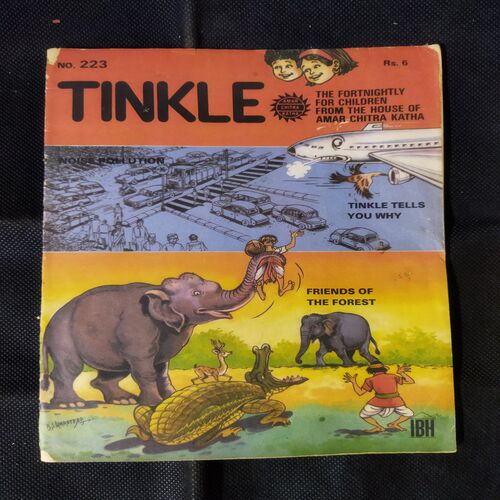 NO. 223
Rs. 6
TINKLE
AMAR
CHITRA
KATHA
THE FORTNIGHTLY
FOR CHILDREN
FROM THE HOUSE OF
AMAR CHITRA KATHA
NOISE POLLUTION
TINKLE TELLS
YOU WHY
FRIENDS OF
THE FOREST
IBH